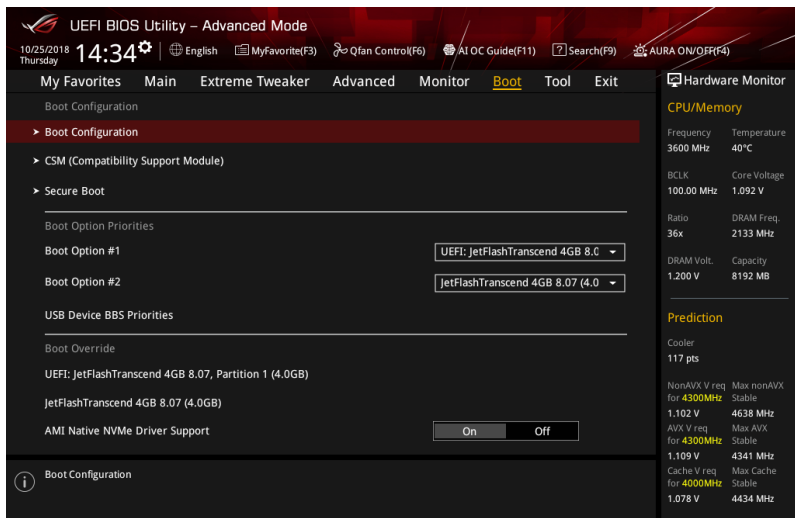 UEFI BIOS Utility – Advanced Mode
10/25/2018
Thursday
14:34
English
MyFavorite(F3)
Qfan Control(F6)
AI OC Guide(F11)
? Search(F9)
AURA ON/OFF(F4)
My Favorites Main Extreme Tweaker Advanced Monitor Boot Tool Exit
Boot Configuration
> Boot Configuration
> CSM (Compatibility Support Module)
> Secure Boot
Boot Option Priorities
Boot Option #1 UEFI: JetFlashTranscend 4GB 8.0
Boot Option #2 JetFlashTranscend 4GB 8.07 (4.0
USB Device BBS Priorities
Boot Override
UEFI: JetFlashTranscend 4GB 8.07, Partition 1 (4.0GB)
JetFlashTranscend 4GB 8.07 (4.0GB)
AMI Native NVMe Driver Support On Off
i Boot Configuration
Hardware Monitor
CPU/Memory
Frequency Temperature
3600 MHz 40°C
BCLK Core Voltage
100.00 MHz 1.092 V
Ratio DRAM Freq.
36x 2133 MHz
DRAM Volt. Capacity
1.200 V 8192 MB
Prediction
Cooler
117 pts
NonAVX V req Max nonAVX
for 4300MHz Stable
1.102 V 4638 MHz
AVX V req Max AVX
for 4300MHz Stable
1.109 V 4341 MHz
Cache V req Max Cache
for 4000MHz Stable
1.078 V 4434 MHz